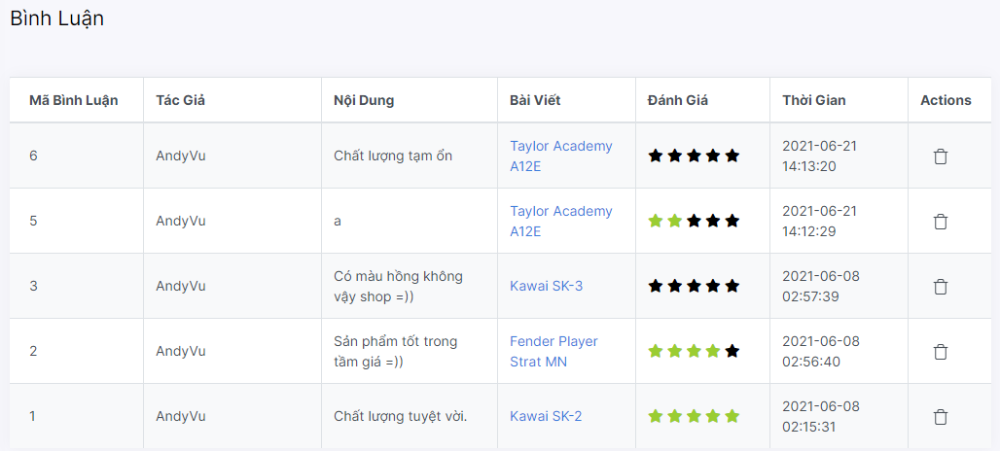 Bình Luận
Mã Bình Luận Tác Giả Nội Dung Bài Viết Đánh Giá Thời Gian Actions
6 AndyVu Chất lượng tạm ổn Taylor Academy A12E 2021-06-21 14:13:20
5 AndyVu a Taylor Academy A12E 2021-06-21 14:12:29
3 AndyVu Có màu hồng không vậy shop =)) Kawai SK-3 2021-06-08 02:57:39
2 AndyVu Sản phẩm tốt trong tầm giá =)) Fender Player Strat MN 2021-06-08 02:56:40
1 AndyVu Chất lượng tuyệt vời. Kawai SK-2 2021-06-08 02:15:31